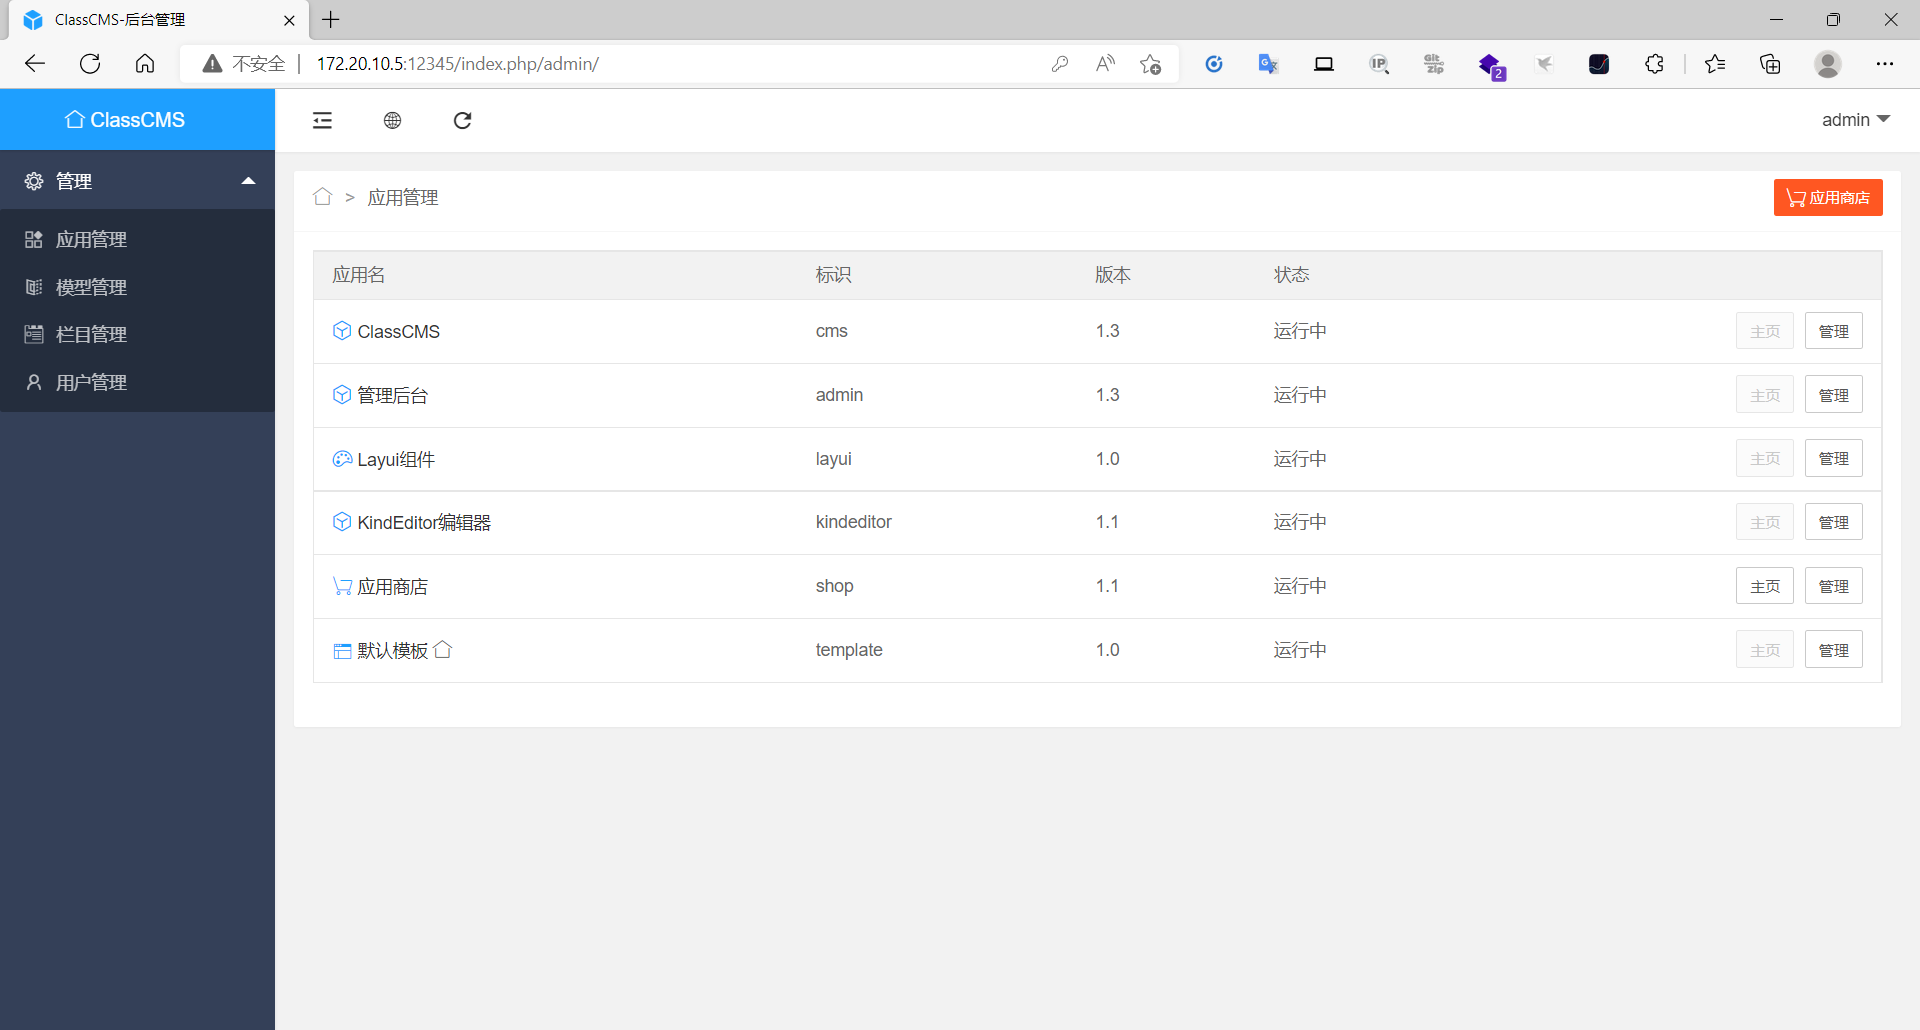 ClassCMS-后台管理
不安全 172.20.10.5:12345/index.php/admin/
2
ClassCMS
admin
管理
应用管理
模型管理
栏目管理
用户管理
> 应用管理
应用商店
应用名 标识 版本 状态
ClassCMS cms 1.3 运行中 主页 管理
管理后台 admin 1.3 运行中 主页 管理
Layui组件 layui 1.0 运行中 主页 管理
KindEditor编辑器 kindeditor 1.1 运行中 主页 管理
应用商店 shop 1.1 运行中 主页 管理
默认模板 template 1.0 运行中 主页 管理